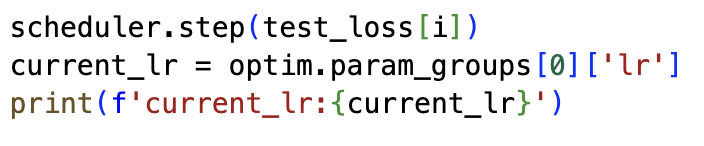 scheduler.step(test_loss[i])
current_lr = optim.param_groups[0]['lr']
print(f'current_lr:{current_lr}')